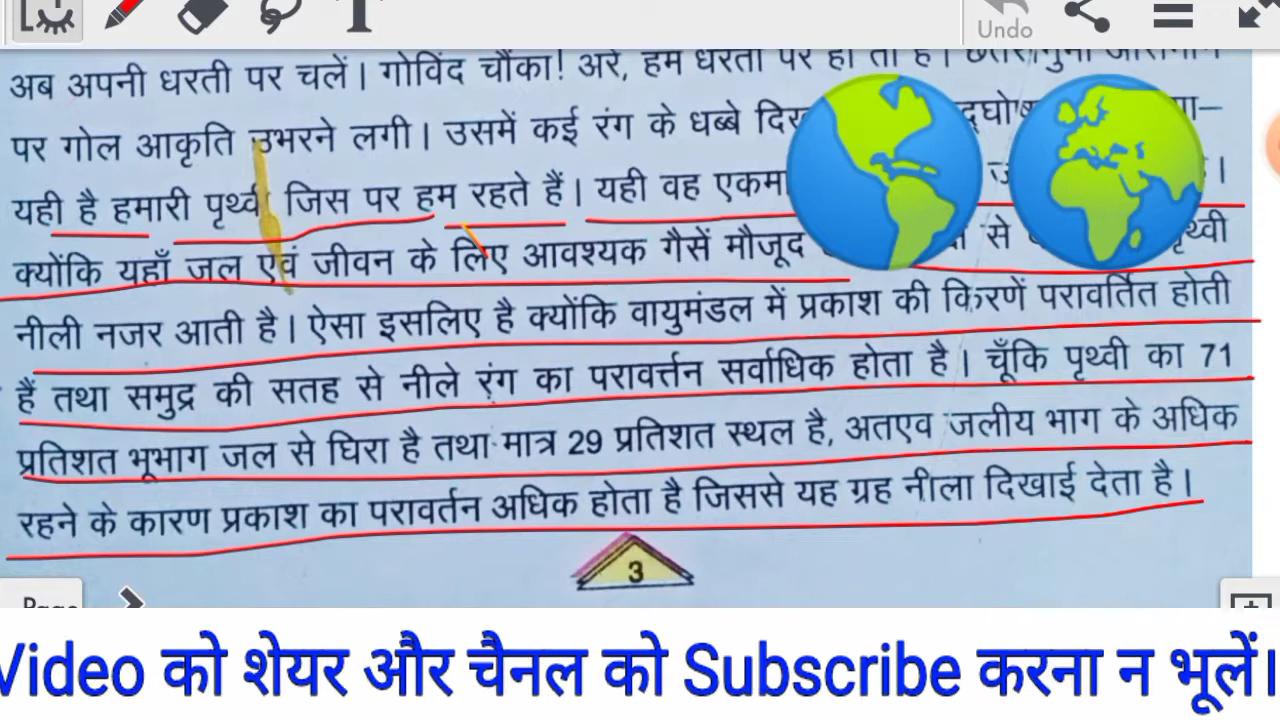 Undo
अब अपनी धरती पर चलें। गोविंद चौंका! अरे, हम धरती पर ही तो हैं।
पर गोल आकृति उभरने लगी। उसमें कई रंग के धब्बे
यही है हमारी पृथ्वी जिस पर हम रहते हैं। यही वह
क्योंकि यहाँ जल एवं जीवन के लिए आवश्यक गैसें मौजूद से
नीली नजर आती है। ऐसा इसलिए है क्योंकि वायुमंडल में प्रकाश की किरणें परावर्तित होती
हैं तथा समुद्र की सतह से नीले रंग का परावर्त्तन सर्वाधिक होता है। चूँकि पृथ्वी का 71
प्रतिशत भूभाग जल से घिरा है तथा मात्र 29 प्रतिशत स्थल है, अतएव जलीय भाग के अधिक
रहने के कारण प्रकाश का परावर्तन अधिक होता है जिससे यह ग्रह नीला दिखाई देता है।
3
Page
Video को शेयर और चैनल को Subscribe करना न भूलें।